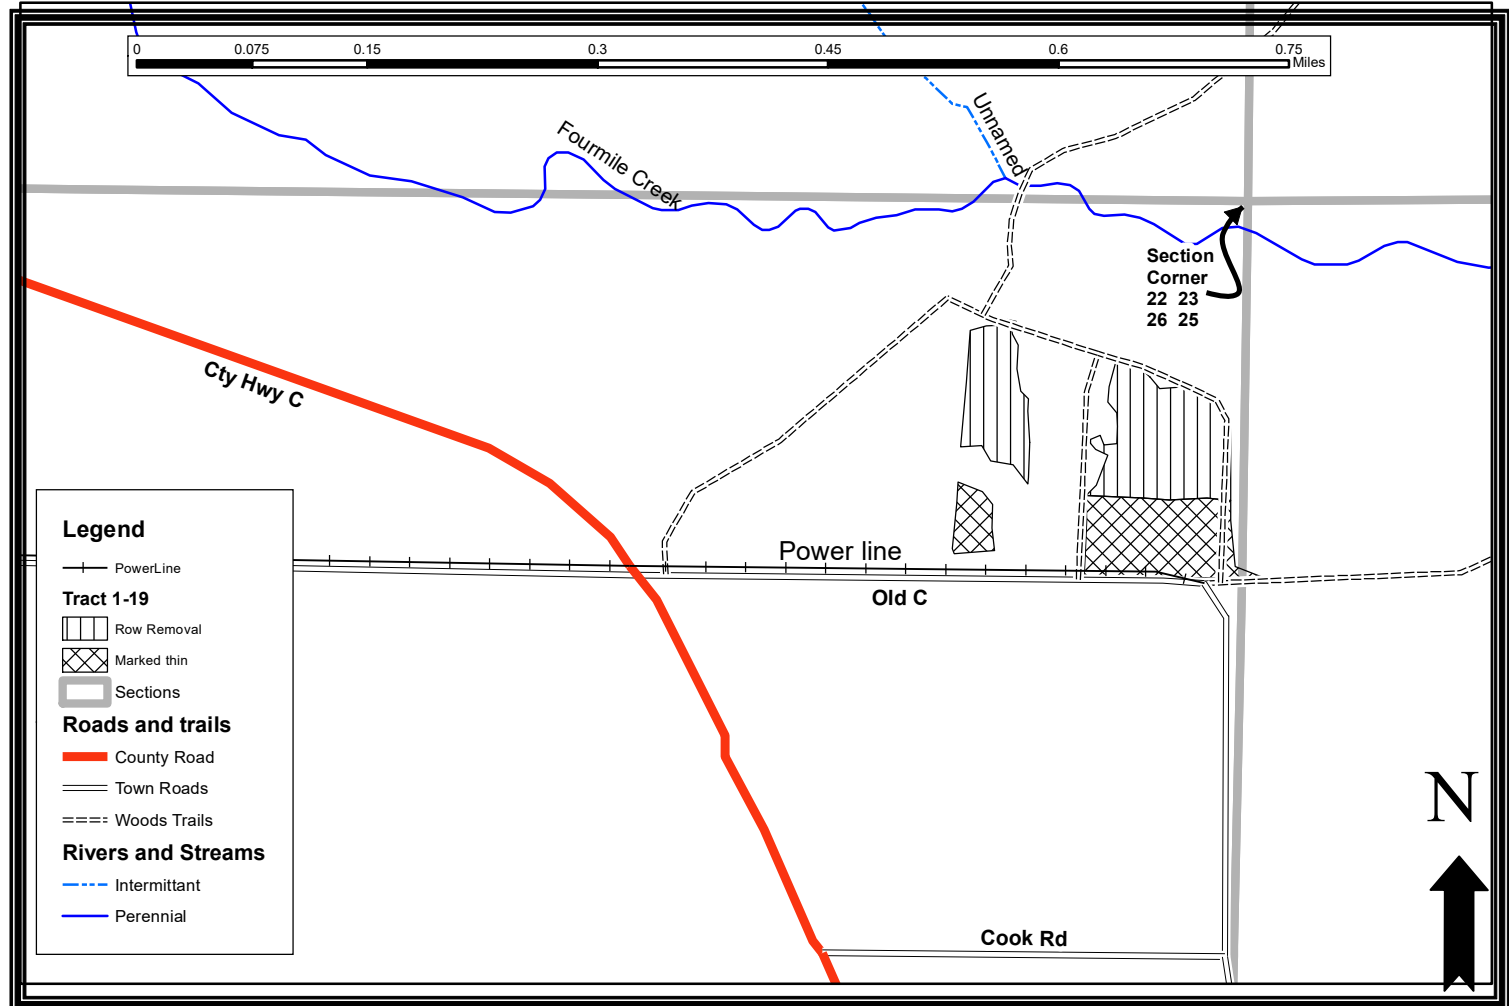 0 0.075 0.15 0.3 0.45 0.6 0.75
Miles
Unnamed
Fourmile Creek
Section
Corner
22 23
26 25
Cty Hwy C
Power line
Old C
Legend
PowerLine
Tract 1-19
Row Removal
Marked thin
Sections
Roads and trails
County Road
Town Roads
Woods Trails
Rivers and Streams
Intermittant
Perennial
N
Cook Rd